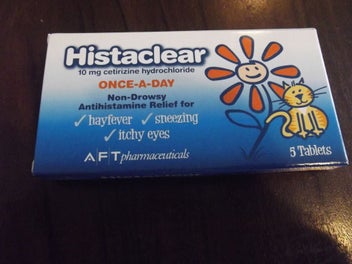 Histaclear
10 mg cetirizine hydrochloride
ONCE-A-DAY
Non-Drowsy
Antihistamine Relief for
✓hayfever ✓sneezing
✓itchy eyes
AFT pharmaceuticals
5 Tablets